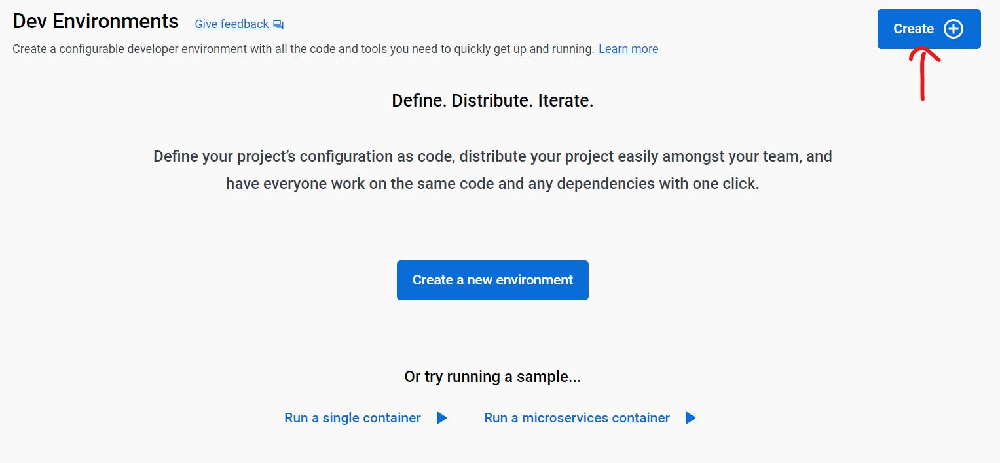 Dev Environments Give feedback
Create
Create a configurable developer environment with all the code and tools you need to quickly get up and running. Learn more
Define. Distribute. Iterate.
Define your project’s configuration as code, distribute your project easily amongst your team, and
have everyone work on the same code and any dependencies with one click.
Create a new environment
Or try running a sample...
Run a single container Run a microservices container